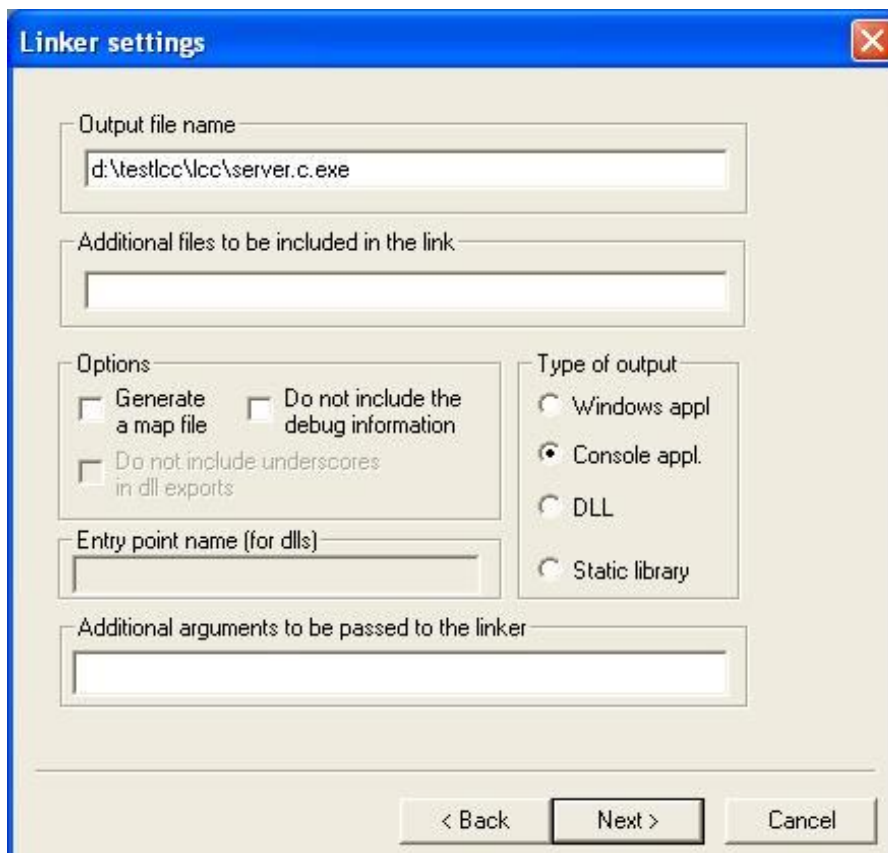 Linker settings
Output file name
d:\testlcc\lcc\server.c.exe
Additional files to be included in the link
Options
Generate
a map file
Do not include the
debug information
Do not include underscores
in dll exports
Type of output
Windows appl
Console appl.
DLL
Static library
Entry point name (for dlls)
Additional arguments to be passed to the linker
< Back
Next >
Cancel